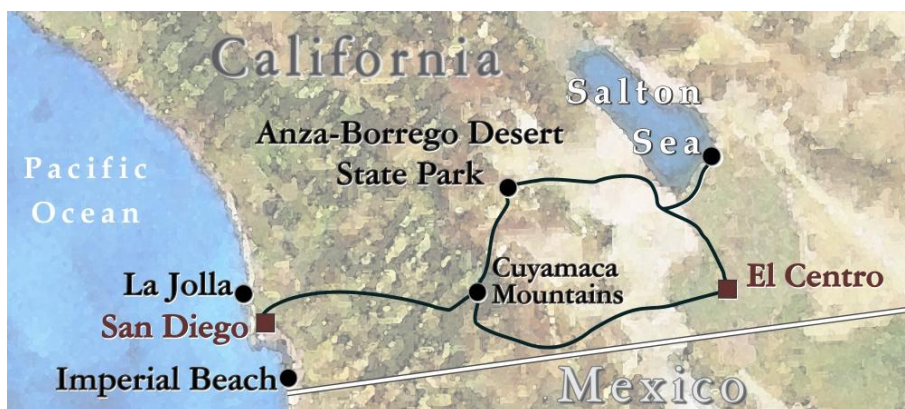 California
Salton
Sea
Anza-Borrego Desert
State Park
Pacific
Ocean
Cuyamaca
Mountains
El Centro
La Jolla
San Diego
Imperial Beach
Mexico